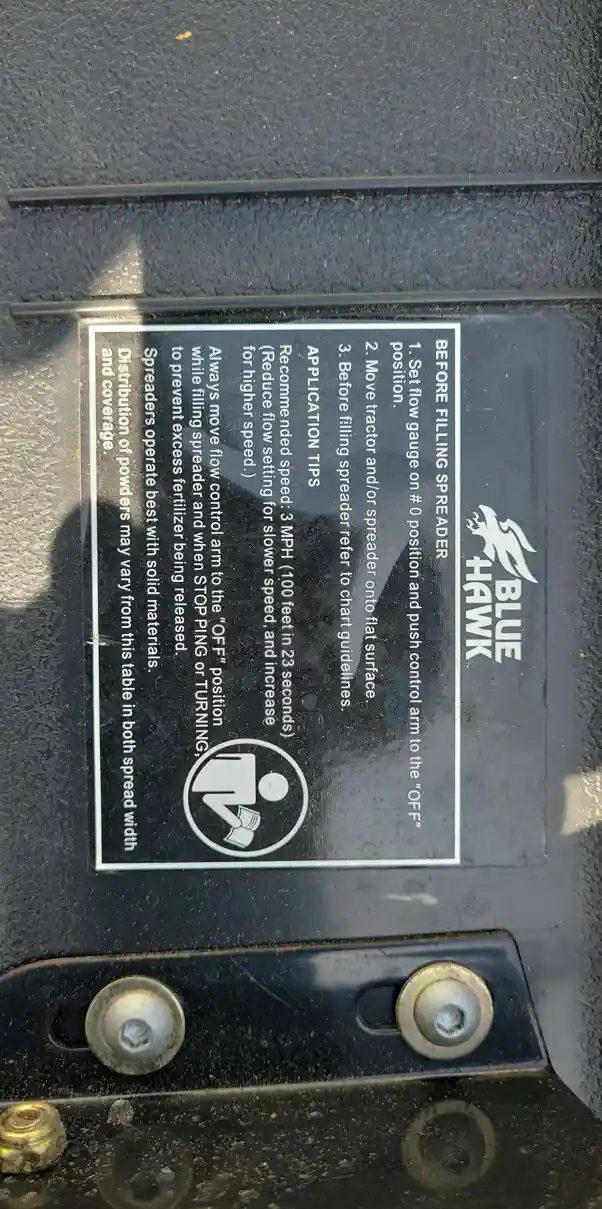 BLUE
HAWK
BEFORE FILLING SPREADER
1. Set flow gauge on # 0 position and push control arm to the "OFF"
position.
2. Move tractor and/or spreader onto flat surface.
3. Before filling spreader refer to chart guidelines.
APPLICATION TIPS
Recommended speed: 3 MPH (100 feet in 23 seconds)
(Reduce flow setting for slower speed, and increase
for higher speed.)
Always move flow control arm to the "OFF" position
while filling spreader and when STOPPING or TURNING,
to prevent excess fertilizer being released.
Spreaders operate best with solid materials.
Distribution of powders may vary from this table in both spread width
and coverage.